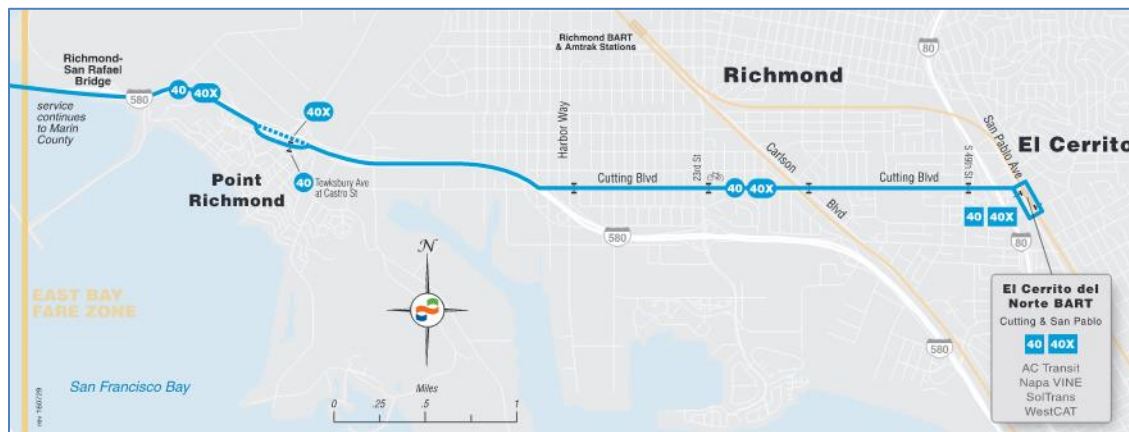 Richmond-
San Rafael
Bridge
580
40
40X
service
continues
to Marin
County
40X
Point
Richmond
40
Tewksbury Ave
at Castro St
Richmond BART
& Amtrak Stations
Richmond
80
San Pablo Ave
El Cerrito
Harbor Way
Cutting Blvd
23rd St
40
40X
Carlson
Blvd
Cutting Blvd
S 49th St
40 40X
80
580
580
N
EAST BAY
FARE ZONE
San Francisco Bay
Miles
0 .25 .5 1
rev 160729
El Cerrito del
Norte BART
Cutting & San Pablo
40 40X
AC Transit
Napa VINE
SolTrans
WestCAT